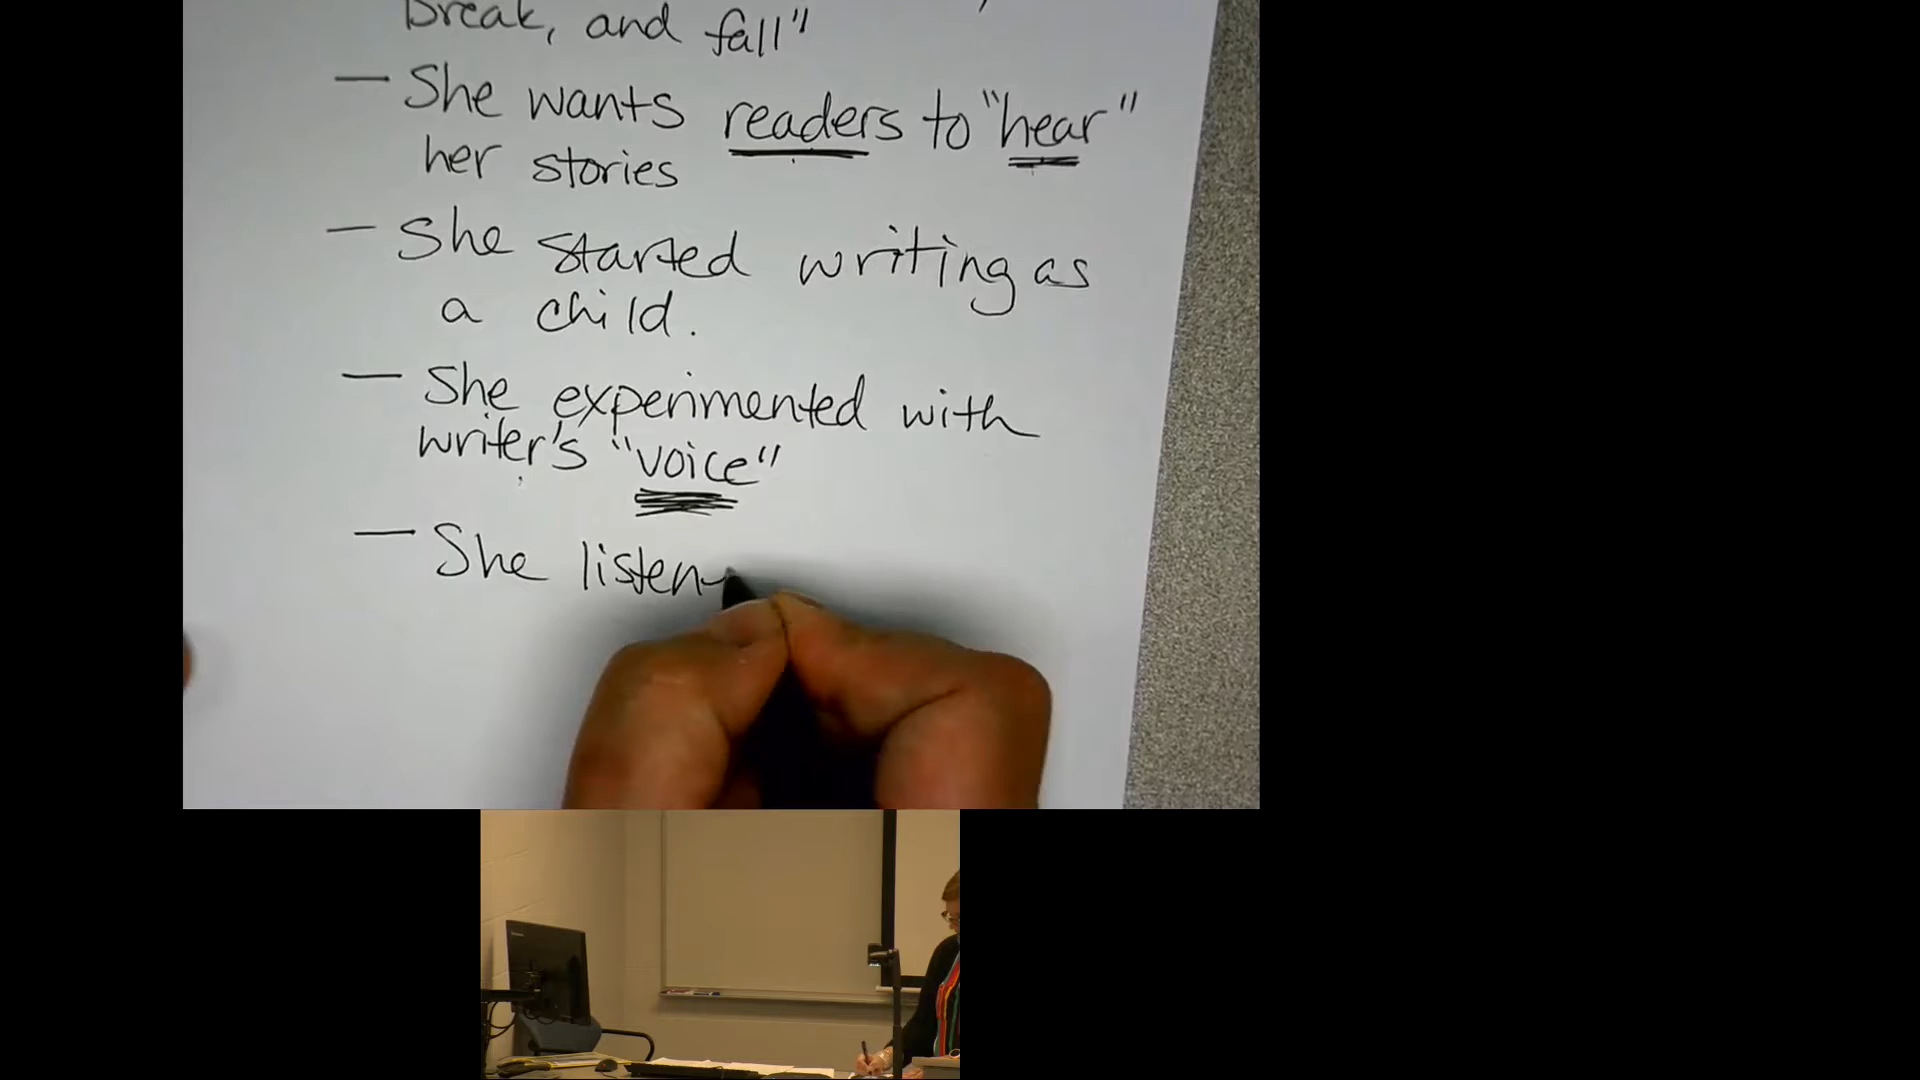 Break, and fall"
— She wants readers to "hear"
her stories
— She started writing as
a child.
— She experimented with
writer's "voice"
— She listen